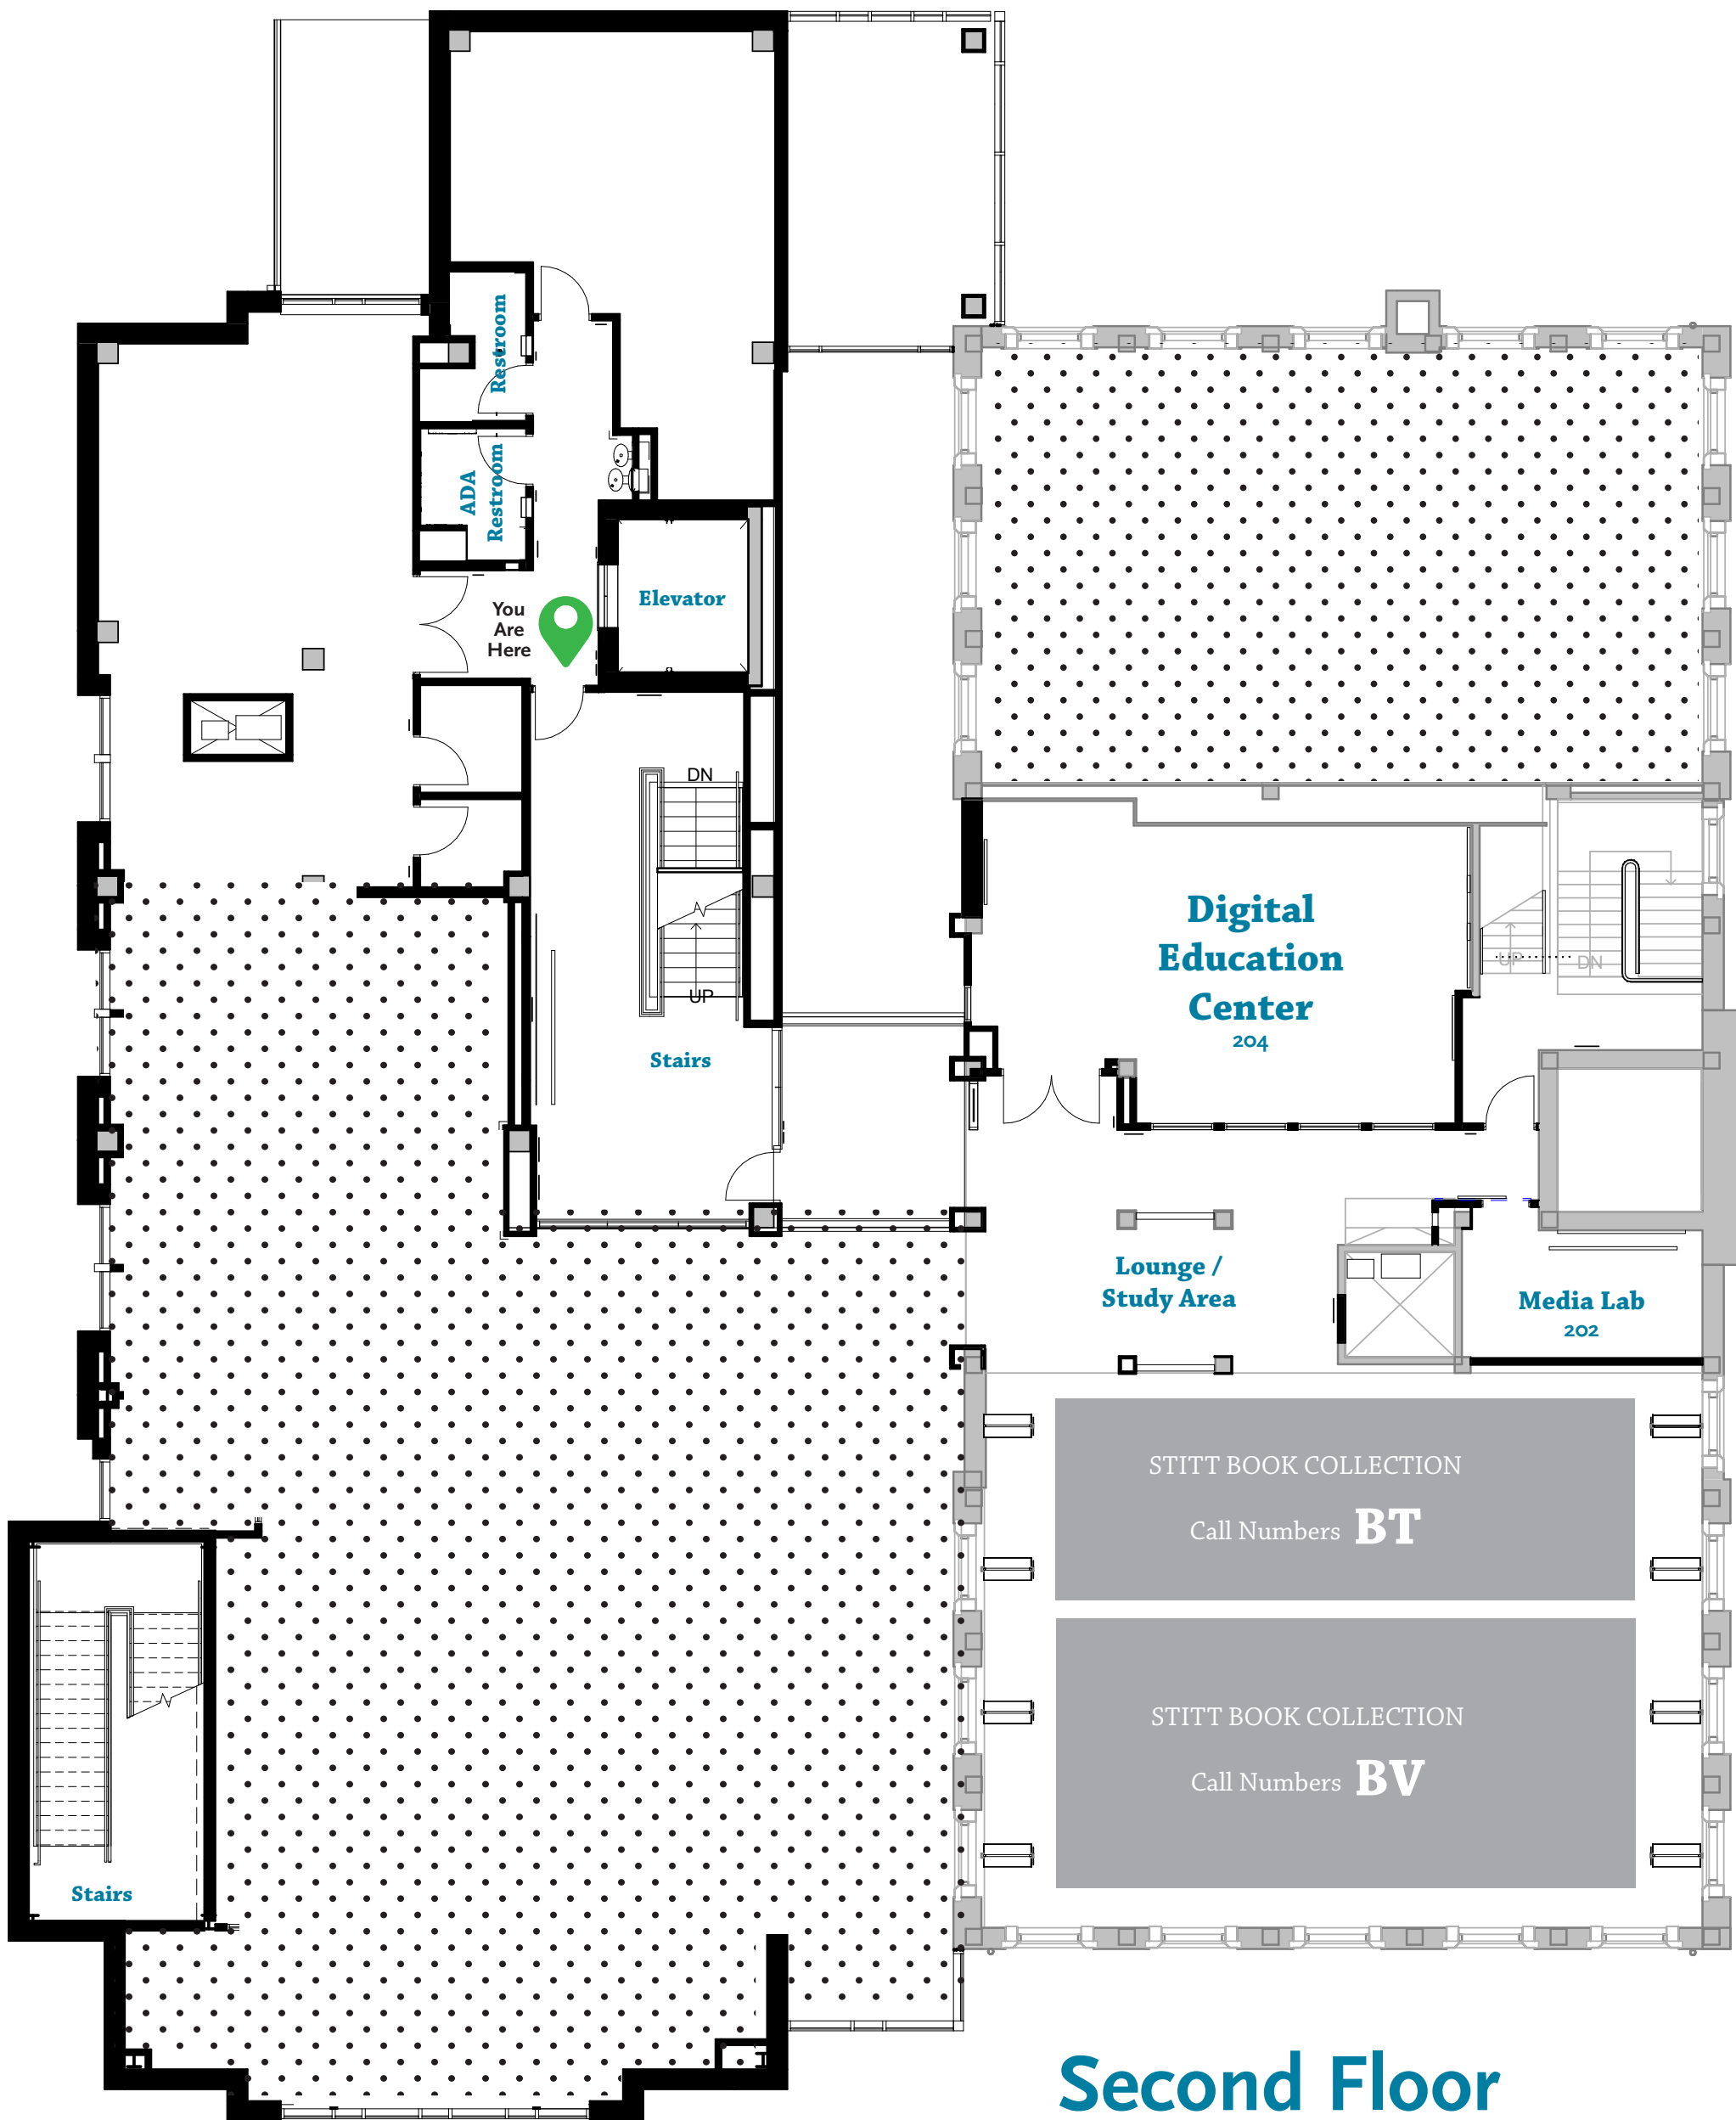 Restroom
ADA
Restroom
Elevator
You
Are
Here
DN
UP
Stairs
Digital
Education
Center
204
UP
DN
Lounge /
Study Area
Media Lab
202
STITT BOOK COLLECTION
Call Numbers BT
STITT BOOK COLLECTION
Call Numbers BV
Stairs
Second Floor